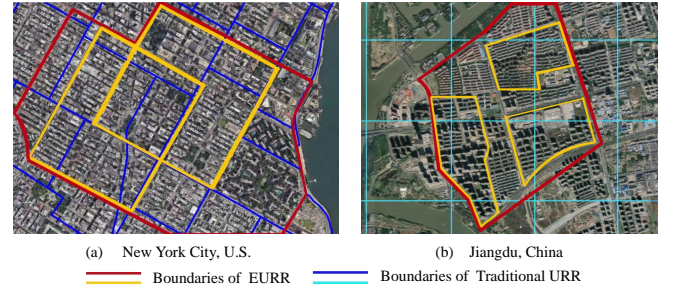 (a) New York City, U.S.
(b) Jiangdu, China
Boundaries of EURR
Boundaries of Traditional URR